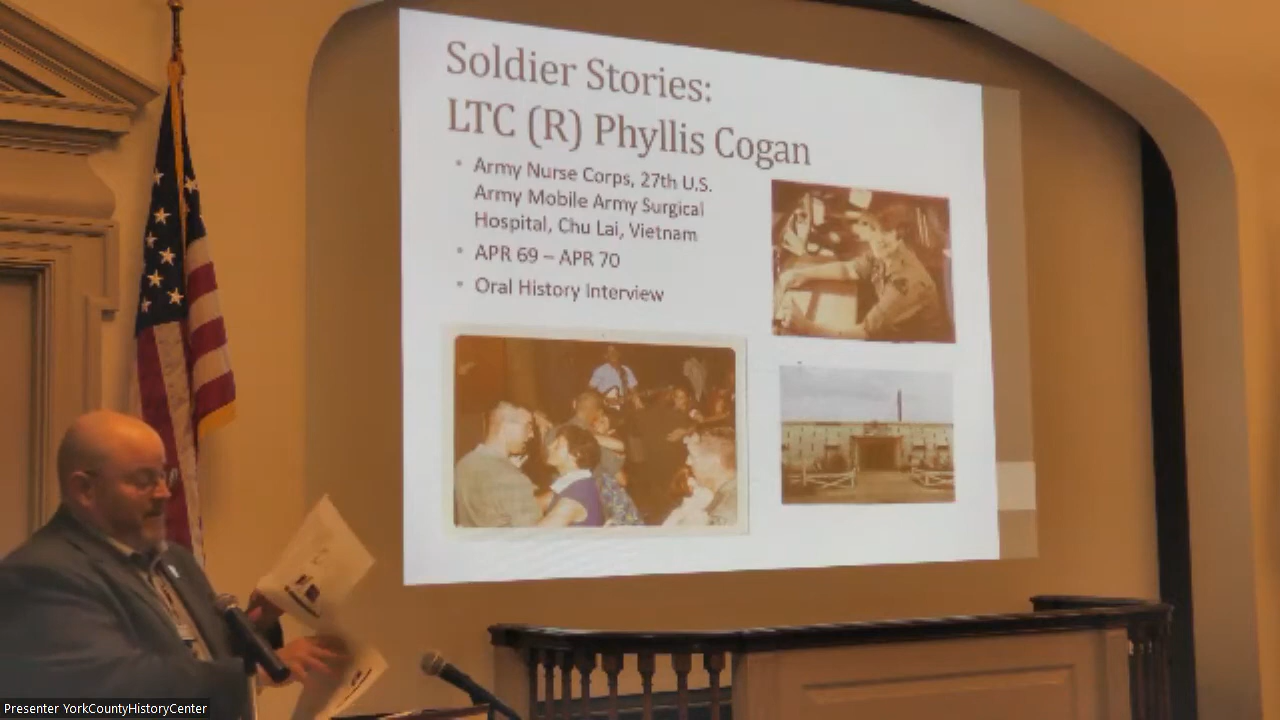 Soldier Stories:
LTC (R) Phyllis Cogan
• Army Nurse Corps, 27th U.S.
Army Mobile Army Surgical
Hospital, Chu Lai, Vietnam
• APR 69 – APR 70
• Oral History Interview
Presenter YorkCountyHistoryCenter